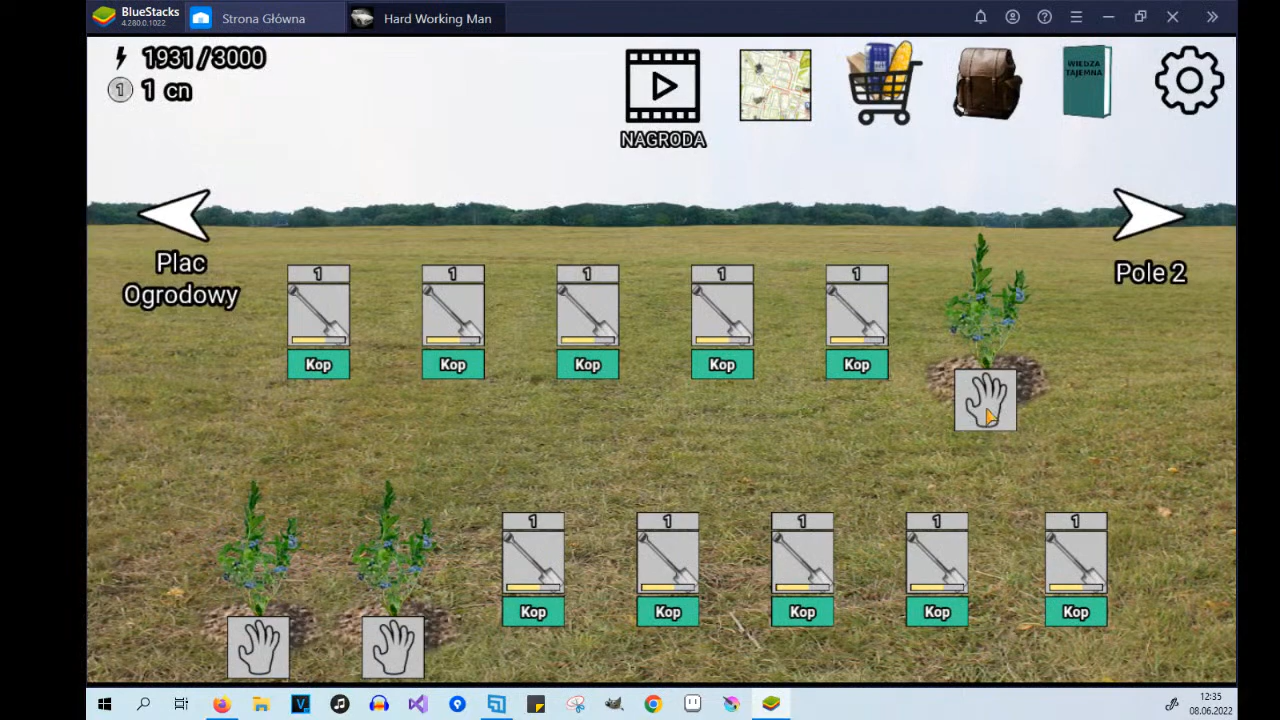 BlueStacks
4.280.0.1022
Strona Główna
Hard Working Man
1931 / 3000
1
1 cn
NAGRODA
WIEDZA
TAJEMNA
Plac
Ogrodowy
Pole 2
1 1 1 1 1
Kop Kop Kop Kop Kop
1 1 1 1 1
Kop Kop Kop Kop Kop
12:35
08.06.2022